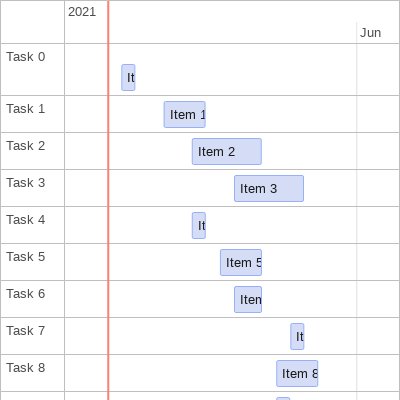 2021
Jun
Task 0
It
Task 1
Item 1
Task 2
Item 2
Task 3
Item 3
Task 4
It
Task 5
Item 5
Task 6
Item
Task 7
It
Task 8
Item 8